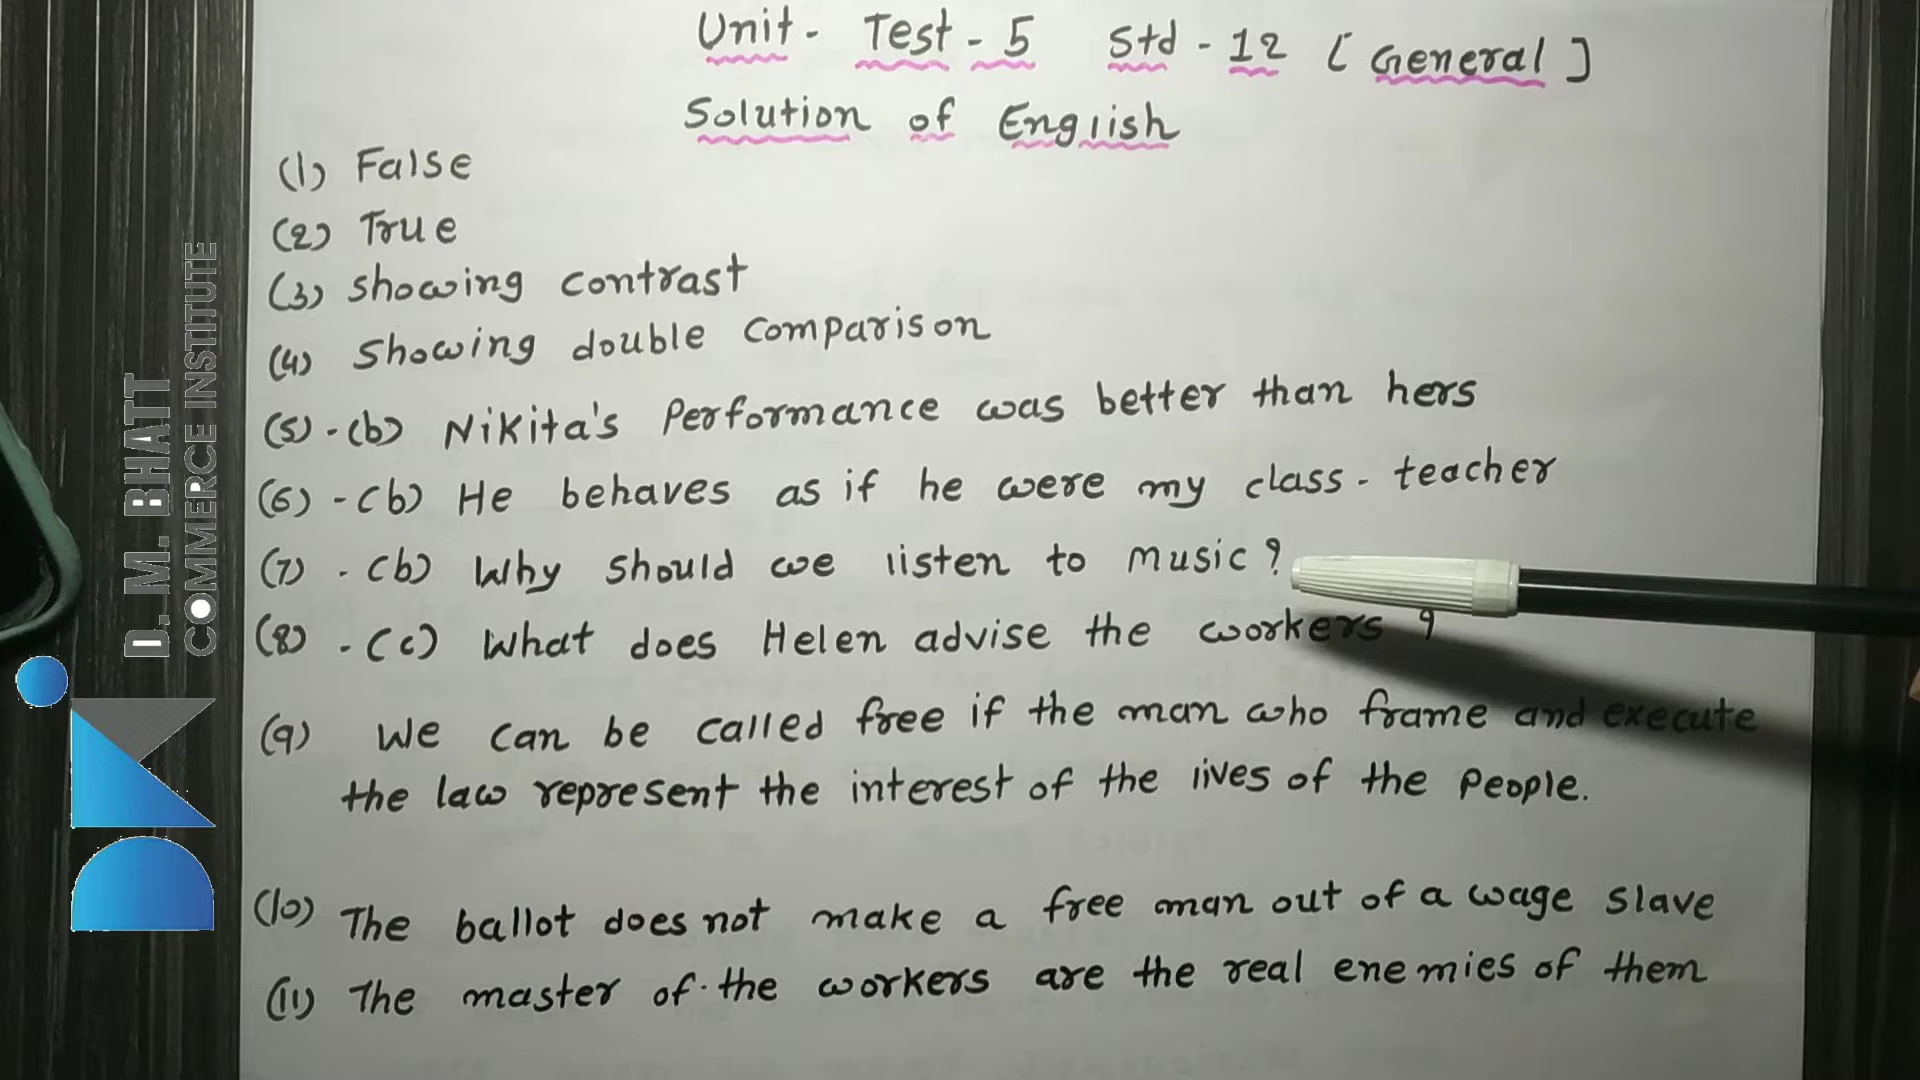 Unit - Test - 5 Std - 12 [General]
Solution of English
(1) False
(2) True
(3) Showing contrast
(4) Showing double comparison
(5) - (b) Nikita's Performance was better than hers
(6) - (b) He behaves as if he were my class - teacher
(7) - (b) Why should we listen to music?
(8) - (c) What does Helen advise the workers ?
(9) We can be called free if the man who frame and execute
the law represent the interest of the lives of the People.
(10) The ballot does not make a free man out of a wage slave
(11) The master of the workers are the real enemies of them
D. M. BHATT
COMMERCE INSTITUTE